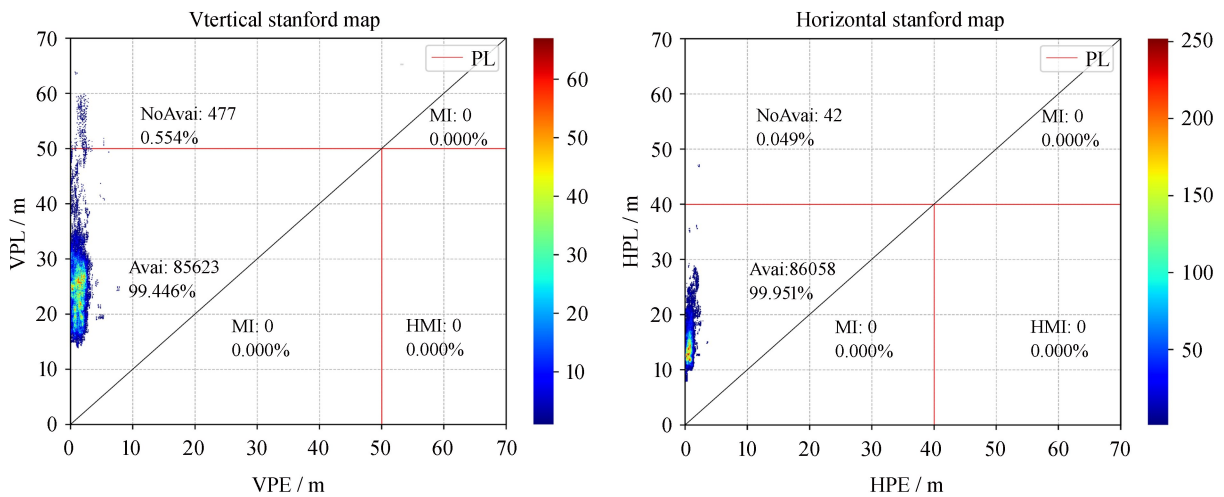 Vtertical stanford map
70
60
50
40
30
20
10
0
VPL / m
PL
NoAvai: 477
0.554%
MI: 0
0.000%
Avai: 85623
99.446%
MI: 0
0.000%
HMI: 0
0.000%
0 10 20 30 40 50 60 70
VPE / m
60
50
40
30
20
10
Horizontal stanford map
70
60
50
40
30
20
10
0
HPL / m
PL
NoAvai: 42
0.049%
MI: 0
0.000%
Avai:86058
99.951%
MI: 0
0.000%
HMI: 0
0.000%
0 10 20 30 40 50 60 70
HPE / m
250
200
150
100
50